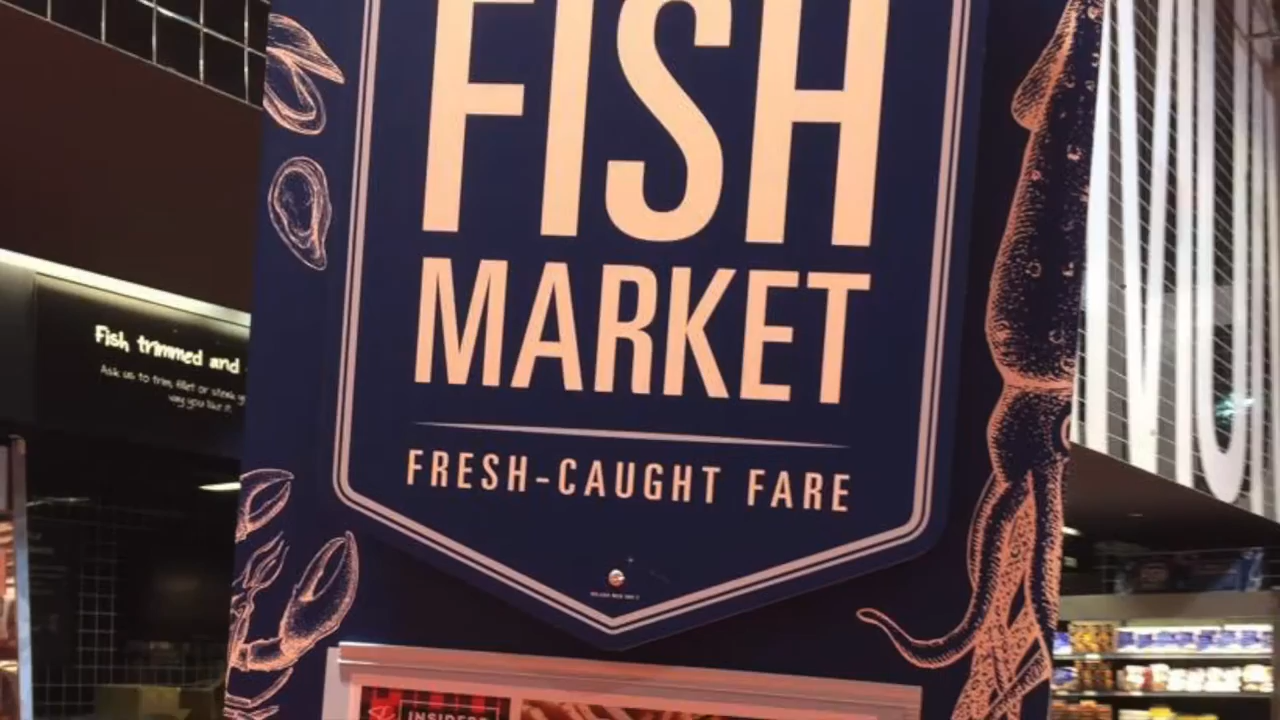 FISH
MARKET
FRESH-CAUGHT FARE
Fish trimmed and
Ask us to trim, fillet or steak
way you like it.
INSIDERS